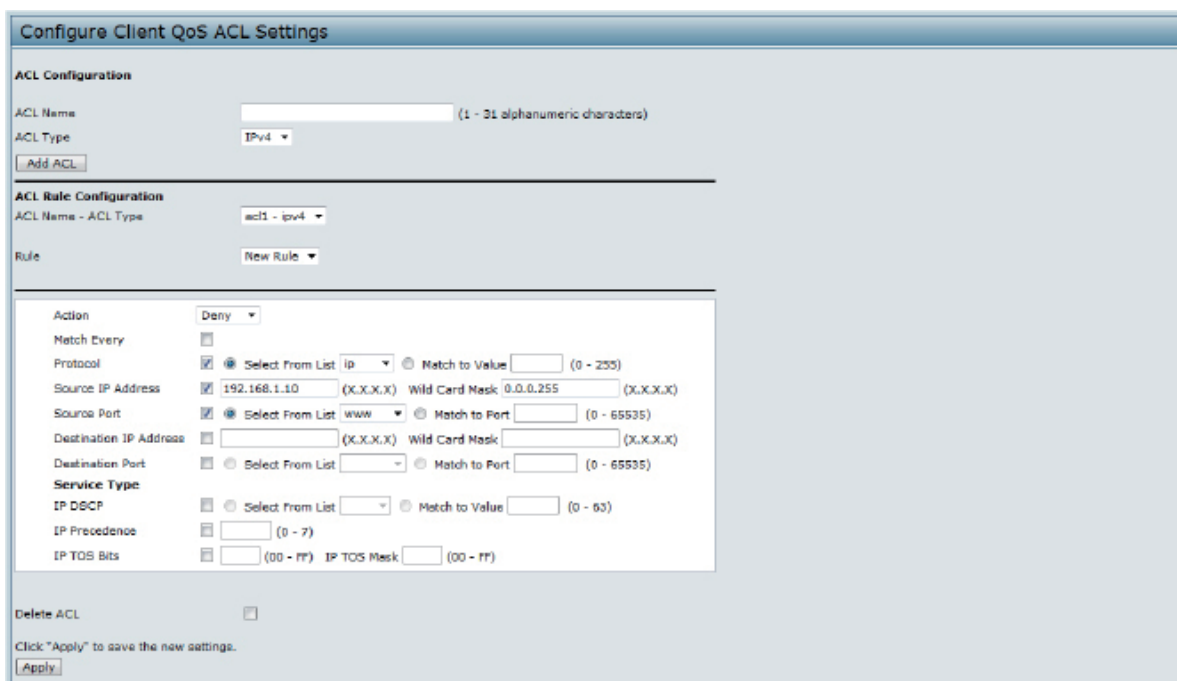 Configure Client QoS ACL Settings
ACL Configuration
ACL Name (1 - 31 alphanumeric characters)
ACL Type IPv4
Add ACL
ACL Rule Configuration
ACL Name - ACL Type acl1 - ipv4
Rule New Rule
Action Deny
Match Every
Protocol Select From List ip Match to Value (0 - 255)
Source IP Address 192.168.1.10 (X.X.X.X) Wild Card Mask 0.0.0.255 (X.X.X.X)
Source Port Select From List www Match to Port (0 - 65535)
Destination IP Address (X.X.X.X) Wild Card Mask (X.X.X.X)
Destination Port Select From List Match to Port (0 - 65535)
Service Type
IP DSCP Select From List Match to Value (0 - 63)
IP Precedence (0 - 7)
IP TOS Bits (00 - FF) IP TOS Mask (00 - FF)
Delete ACL
Click "Apply" to save the new settings.
Apply